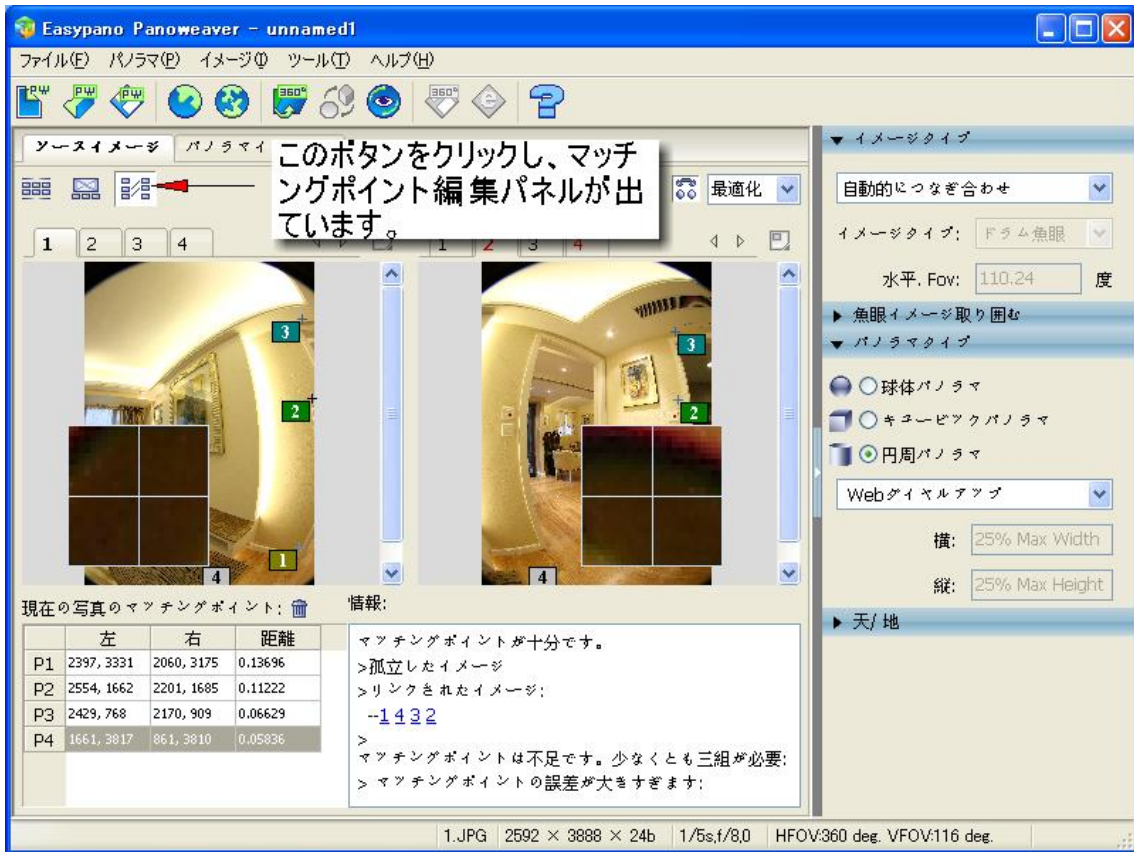 Easypano Panoweaver - unnamed1
ファイル(F) パノラマ(P) イメージ(I) ツール(T) ヘルプ(H)
ソースイメージ
このボタンをクリックし、マッチ
ングポイント編集パネルが出
ています。
最適化
1 2 3 4
1 2 3 4
3
2
1
4
3
2
4
現在の写真のマッチングポイント:
左 右 距離
P1 2397, 3331 2060, 3175 0.13696
P2 2554, 1662 2201, 1685 0.11222
P3 2429, 768 2170, 909 0.06629
P4 1661, 3817 861, 3810 0.05836
情報:
マッチングポイントが十分です。
>孤立したイメージ
>リンクされたイメージ:
--1 4 3 2
>
マッチングポイントは不足です。少なくとも三組が必要:
> マッチングポイントの誤差が大きすぎます:
イメージタイプ
自動的につなぎ合わせ
イメージタイプ: ドラム魚眼
水平. Fov: 110.24 度
魚眼イメージ取り囲む
パノラマタイプ
球体パノラマ
キュービックパノラマ
円周パノラマ
Webダイヤルアップ
横: 25% Max Width
縦: 25% Max Height
天/地
1.JPG 2592 × 3888 × 24b 1/5s,f/8.0 HFOV:360 deg. VFOV:116 deg.